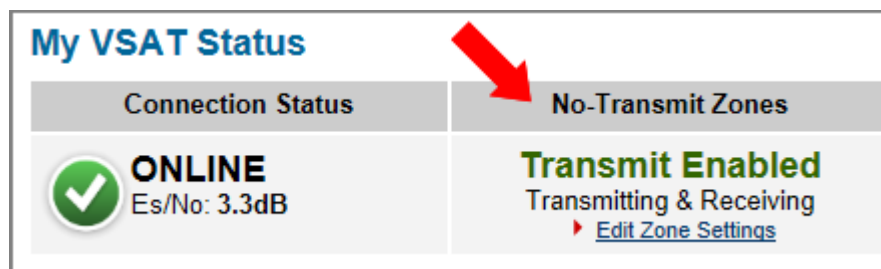 My VSAT Status
Connection Status
No-Transmit Zones
ONLINE
Es/No: 3.3dB
Transmit Enabled
Transmitting & Receiving
Edit Zone Settings